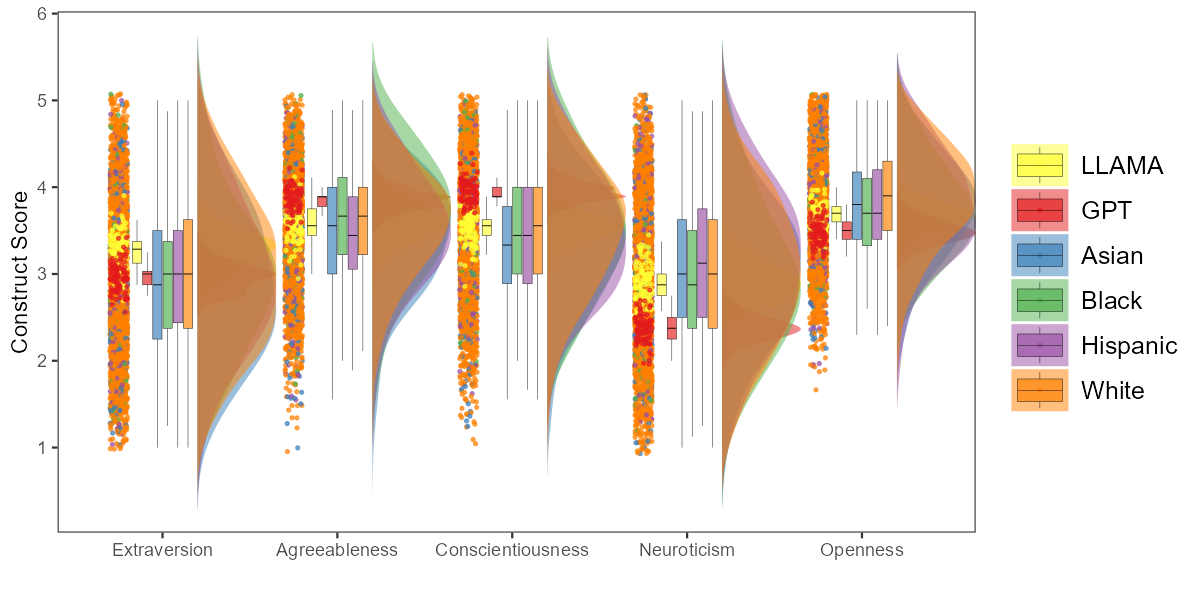 6
5
4
3
2
1
Construct Score
Extraversion
Agreeableness
Conscientiousness
Neuroticism
Openness
LLAMA
GPT
Asian
Black
Hispanic
White